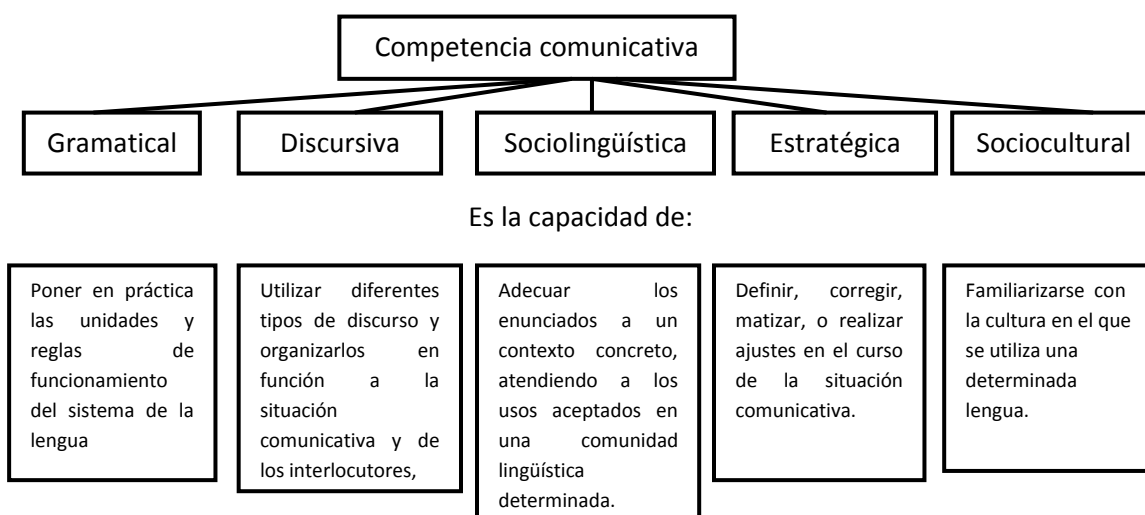 Competencia comunicativa
Gramatical
Discursiva
Sociolingüística
Estratégica
Sociocultural
Es la capacidad de:
Poner en práctica
las unidades y
reglas de
funcionamiento
del sistema de la
lengua
Utilizar diferentes
tipos de discurso y
organizarlos en
función a la
situación
comunicativa y de
los interlocutores,
Adecuar los
enunciados a un
contexto concreto,
atendiendo a los
usos aceptados en
una comunidad
lingüística
determinada.
Definir, corregir,
matizar, o realizar
ajustes en el curso
de la situación
comunicativa.
Familiarizarse con
la cultura en el que
se utiliza una
determinada
lengua.